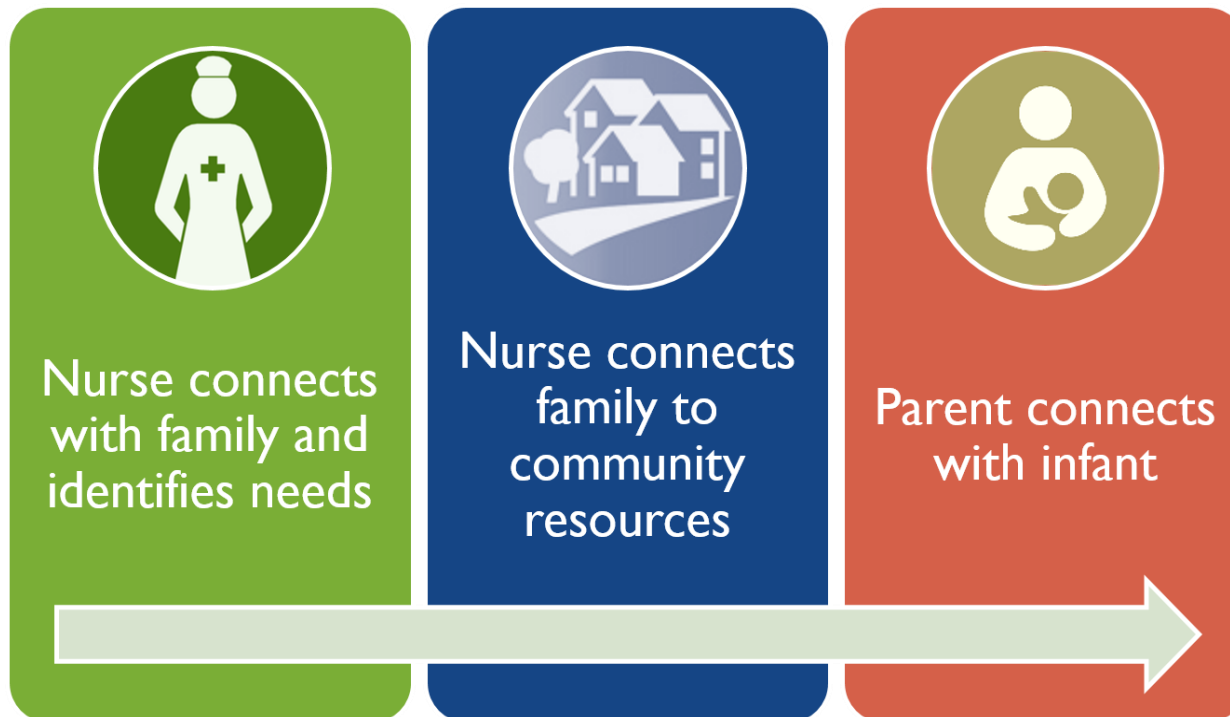 Nurse connects
with family and
identifies needs
Nurse connects
family to
community
resources
Parent connects
with infant